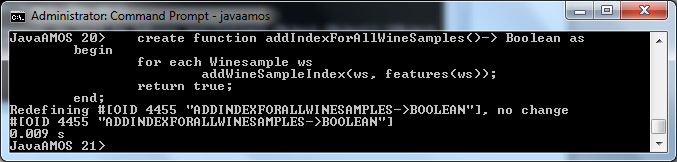 Administrator: Command Prompt - javaamos
JavaAMOS 20>    create function addIndexForAllWineSamples()-> Boolean as
begin
for each Winesample ws
addWineSampleIndex(ws, features(ws));
return true;
end;
Redefining #[OID 4455 "ADDINDEXFORALLWINESAMPLES->BOOLEAN"], no change
#[OID 4455 "ADDINDEXFORALLWINESAMPLES->BOOLEAN"]
0.009 s
JavaAMOS 21>